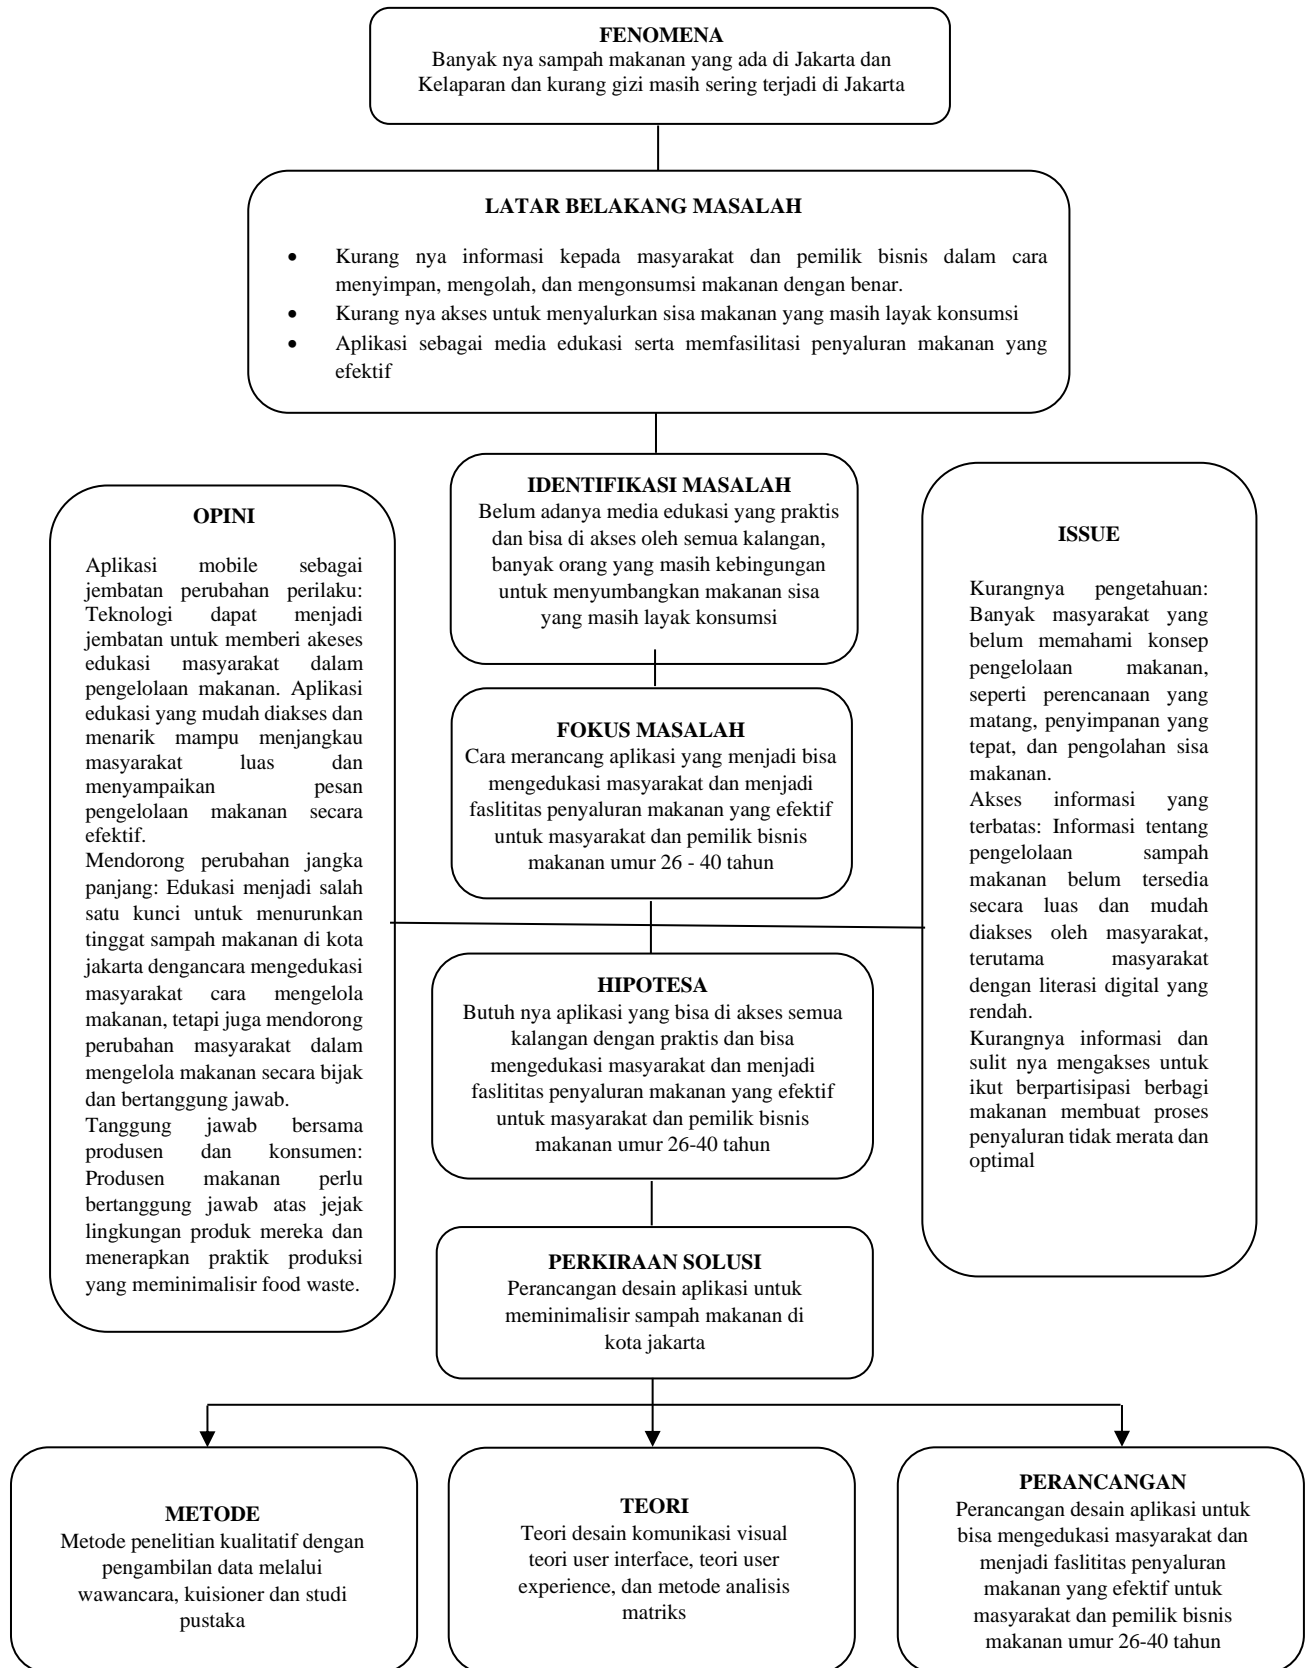 FENOMENA
Banyak nya sampah makanan yang ada di Jakarta dan
Kelaparan dan kurang gizi masih sering terjadi di Jakarta
LATAR BELAKANG MASALAH
• Kurang nya informasi kepada masyarakat dan pemilik bisnis dalam cara
menyimpan, mengolah, dan mengonsumsi makanan dengan benar.
• Kurang nya akses untuk menyalurkan sisa makanan yang masih layak konsumsi
• Aplikasi sebagai media edukasi serta memfasilitasi penyaluran makanan yang
efektif
OPINI
Aplikasi mobile sebagai
jembatan perubahan perilaku:
Teknologi dapat menjadi
jembatan untuk memberi akeses
edukasi masyarakat dalam
pengelolaan makanan. Aplikasi
edukasi yang mudah diakses dan
menarik mampu menjangkau
masyarakat luas dan
menyampaikan pesan
pengelolaan makanan secara
efektif.
Mendorong perubahan jangka
panjang: Edukasi menjadi salah
satu kunci untuk menurunkan
tinggat sampah makanan di kota
jakarta dengancara mengedukasi
masyarakat cara mengelola
makanan, tetapi juga mendorong
perubahan masyarakat dalam
mengelola makanan secara bijak
dan bertanggung jawab.
Tanggung jawab bersama
produsen dan konsumen:
Produsen makanan perlu
bertanggung jawab atas jejak
lingkungan produk mereka dan
menerapkan praktik produksi
yang meminimalisir food waste.
IDENTIFIKASI MASALAH
Belum adanya media edukasi yang praktis
dan bisa di akses oleh semua kalangan,
banyak orang yang masih kebingungan
untuk menyumbangkan makanan sisa
yang masih layak konsumsi
FOKUS MASALAH
Cara merancang aplikasi yang menjadi bisa
mengedukasi masyarakat dan menjadi
faslititas penyaluran makanan yang efektif
untuk masyarakat dan pemilik bisnis
makanan umur 26 - 40 tahun
HIPOTESA
Butuh nya aplikasi yang bisa di akses semua
kalangan dengan praktis dan bisa
mengedukasi masyarakat dan menjadi
faslititas penyaluran makanan yang efektif
untuk masyarakat dan pemilik bisnis
makanan umur 26-40 tahun
PERKIRAAN SOLUSI
Perancangan desain aplikasi untuk
meminimalisir sampah makanan di
kota jakarta
ISSUE
Kurangnya pengetahuan:
Banyak masyarakat yang
belum memahami konsep
pengelolaan makanan,
seperti perencanaan yang
matang, penyimpanan yang
tepat, dan pengolahan sisa
makanan.
Akses informasi yang
terbatas: Informasi tentang
pengelolaan sampah
makanan belum tersedia
secara luas dan mudah
diakses oleh masyarakat,
terutama masyarakat
dengan literasi digital yang
rendah.
Kurangnya informasi dan
sulit nya mengakses untuk
ikut berpartisipasi berbagi
makanan membuat proses
penyaluran tidak merata dan
optimal
METODE
Metode penelitian kualitatif dengan
pengambilan data melalui
wawancara, kuisioner dan studi
pustaka
TEORI
Teori desain komunikasi visual
teori user interface, teori user
experience, dan metode analisis
matriks
PERANCANGAN
Perancangan desain aplikasi untuk
bisa mengedukasi masyarakat dan
menjadi faslititas penyaluran
makanan yang efektif untuk
masyarakat dan pemilik bisnis
makanan umur 26-40 tahun